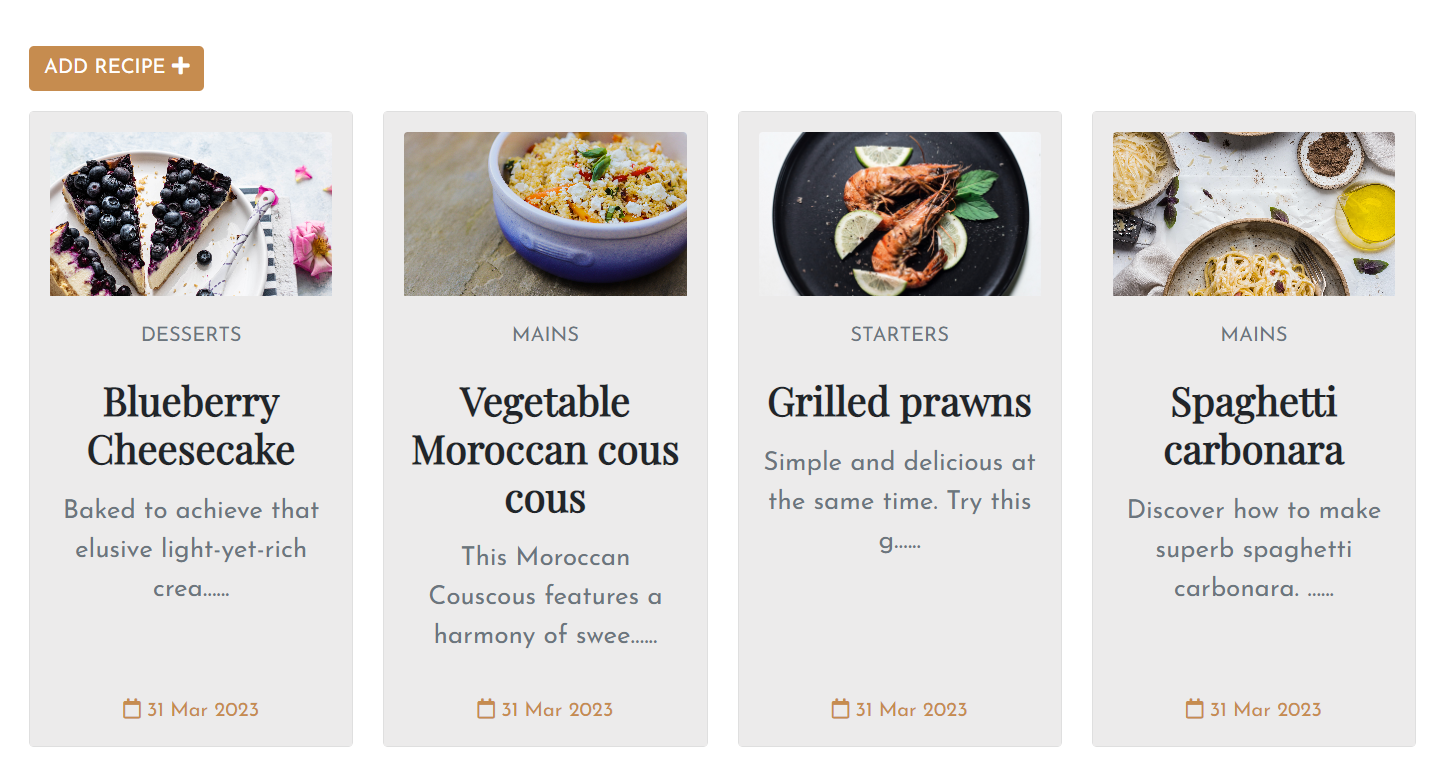 ADD RECIPE
DESSERTS
Blueberry
Cheesecake
Baked to achieve that
elusive light-yet-rich
crea......
31 Mar 2023
MAINS
Vegetable
Moroccan cous
cous
This Moroccan
Couscous features a
harmony of swee......
31 Mar 2023
STARTERS
Grilled prawns
Simple and delicious at
the same time. Try this
g......
31 Mar 2023
MAINS
Spaghetti
carbonara
Discover how to make
superb spaghetti
carbonara. ......
31 Mar 2023